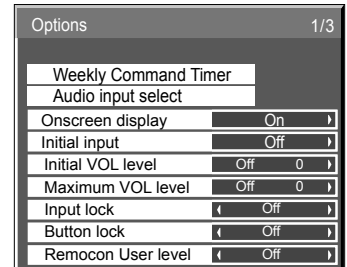 Options 1/3
Weekly Command Timer
Audio input select
Onscreen display On
Initial input Off
Initial VOL level Off 0
Maximum VOL level Off 0
Input lock Off
Button lock Off
Remocon User level Off